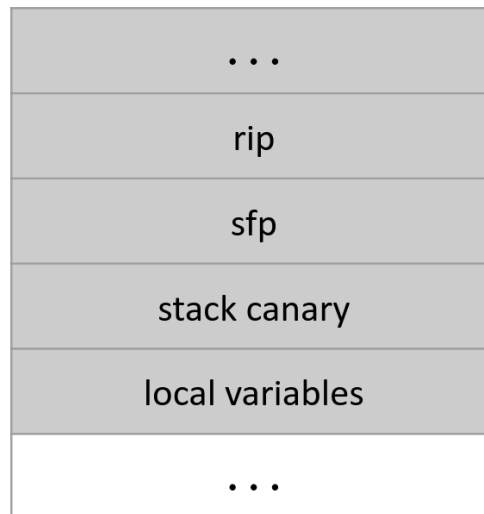 . . .
rip
sfp
stack canary
local variables
. . .